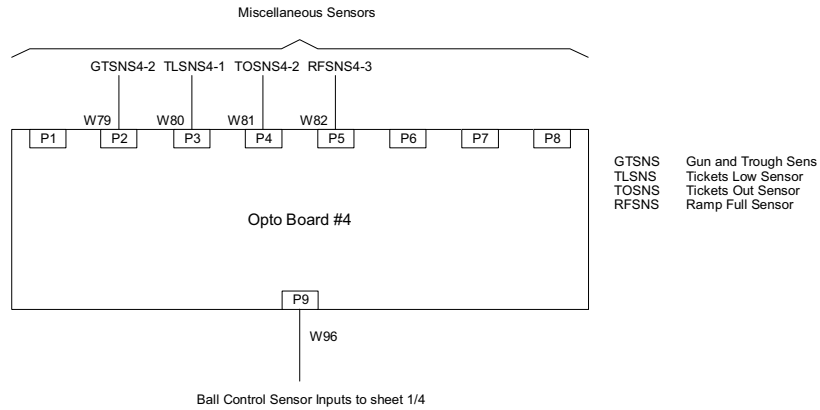 Miscellaneous Sensors
GTSNS4-2 TLSNS4-1 TOSNS4-2 RFSNS4-3
W79 W80 W81 W82
P1 P2 P3 P4 P5 P6 P7 P8
GTSNS Gun and Trough Sens
TLSNS Tickets Low Sensor
TOSNS Tickets Out Sensor
RFSNS Ramp Full Sensor
Opto Board #4
P9
W96
Ball Control Sensor Inputs to sheet 1/4